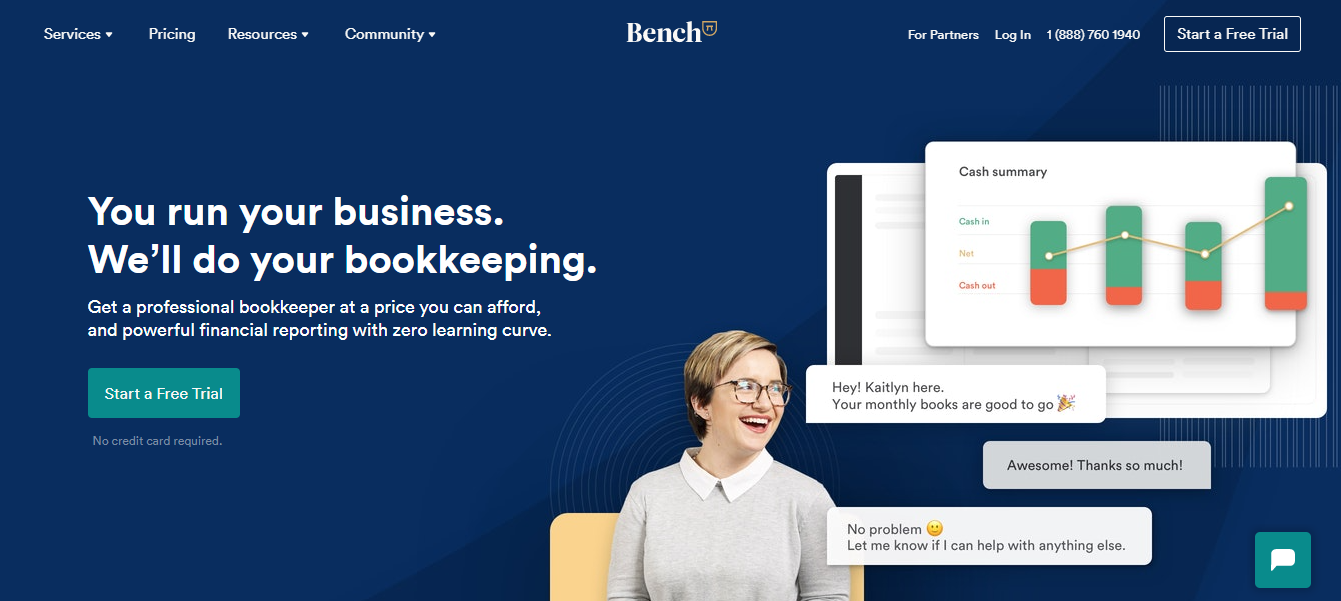 Services ▾
Pricing
Resources ▾
Community ▾
Bench
For Partners
Log In
1 (888) 760 1940
Start a Free Trial
You run your business.
We’ll do your bookkeeping.
Get a professional bookkeeper at a price you can afford,
and powerful financial reporting with zero learning curve.
Start a Free Trial
No credit card required.
Cash summary
Cash in
Net
Cash out
Hey! Kaitlyn here.
Your monthly books are good to go 🎉
Awesome! Thanks so much!
No problem 🙂
Let me know if I can help with anything else.